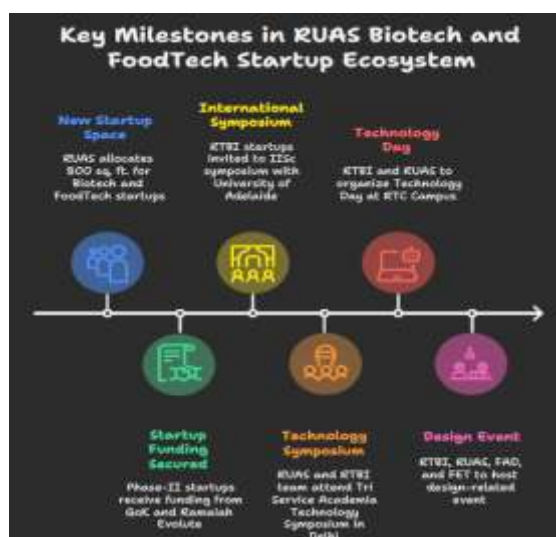 Key Milestones in RUAS Biotech and
FoodTech Startup Ecosystem
New Startup
Space
RUAS allocates
800 sq. ft. for
Biotech and
FoodTech startups
International
Symposium
RTBI startups
invited to IISc
symposium with
University of
Adelaide
Technology
Day
RTBI and RUAS to
organize Technology
Day at RTC Campus
Startup
Funding
Secured
Phase-II startups
receive funding from
GoK and Ramaiah
Evolute
Technology
Symposium
RUAS and RTBI
team attend Tri
Service Academia
Technology
Symposium in
Delhi
Design Event
RTBI, RUAS, FAD,
and FET to host
design-related
event